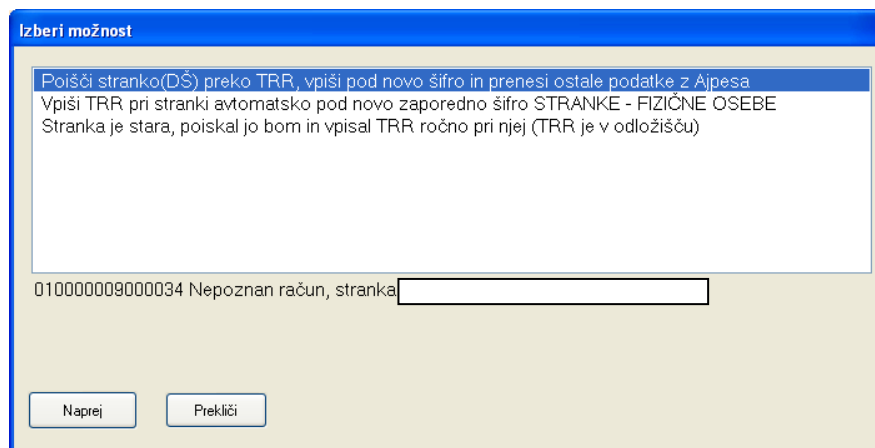 Izberi možnost
Poišči stranko(DŠ) preko TRR, vpiši pod novo šifro in prenesi ostale podatke z Ajpesa
Vpiši TRR pri stranki avtomatsko pod novo zaporedno šifro STRANKE - FIZIČNE OSEBE
Stranka je stara, poiskal jo bom in vpisal TRR ročno pri njej (TRR je v odložišču)
010000009000034 Nepoznan račun, stranka
Naprej
Prekliči